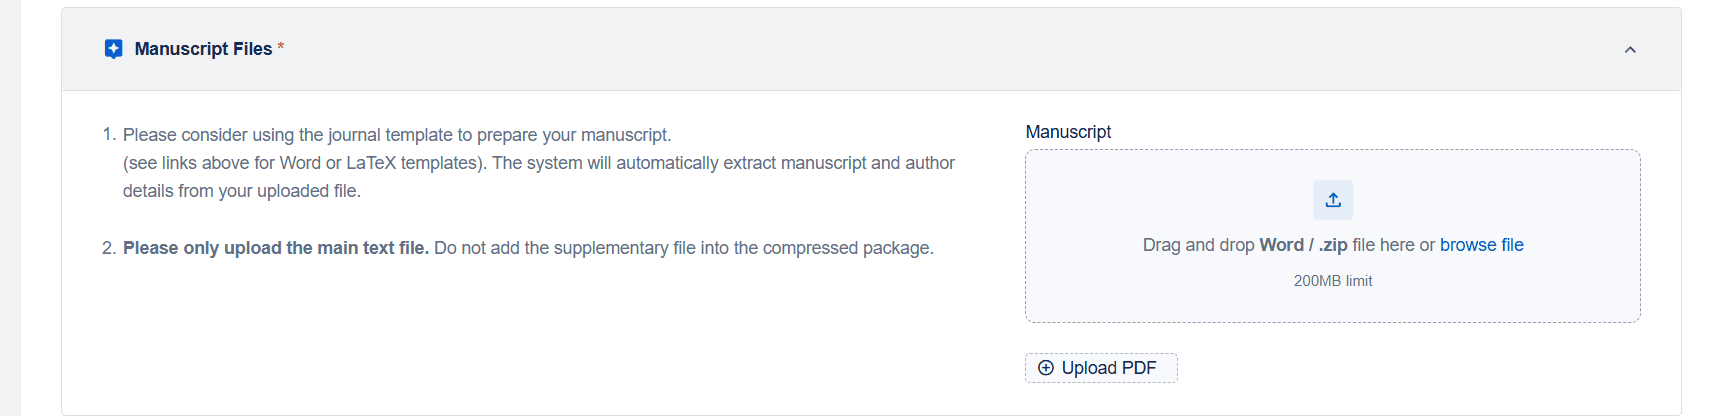 Manuscript Files *
1. Please consider using the journal template to prepare your manuscript.
(see links above for Word or LaTeX templates). The system will automatically extract manuscript and author
details from your uploaded file.
2. Please only upload the main text file. Do not add the supplementary file into the compressed package.
Manuscript
Drag and drop Word / .zip file here or browse file
200MB limit
Upload PDF